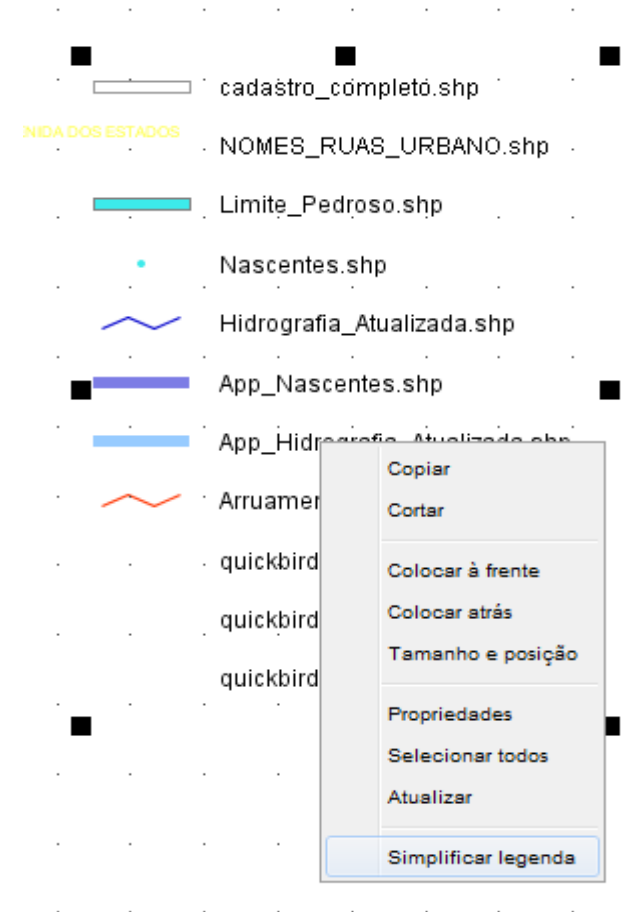 cadastro_completo.shp
NIDA DOS ESTADOS
NOMES_RUAS_URBANO.shp
Limite_Pedroso.shp
Nascentes.shp
Hidrografia_Atualizada.shp
App_Nascentes.shp
App_Hidrografia_Atualizada.shp
Arruamen
quickbird
quickbird
quickbird
Copiar
Cortar
Colocar à frente
Colocar atrás
Tamanho e posição
Propriedades
Selecionar todos
Atualizar
Simplificar legenda